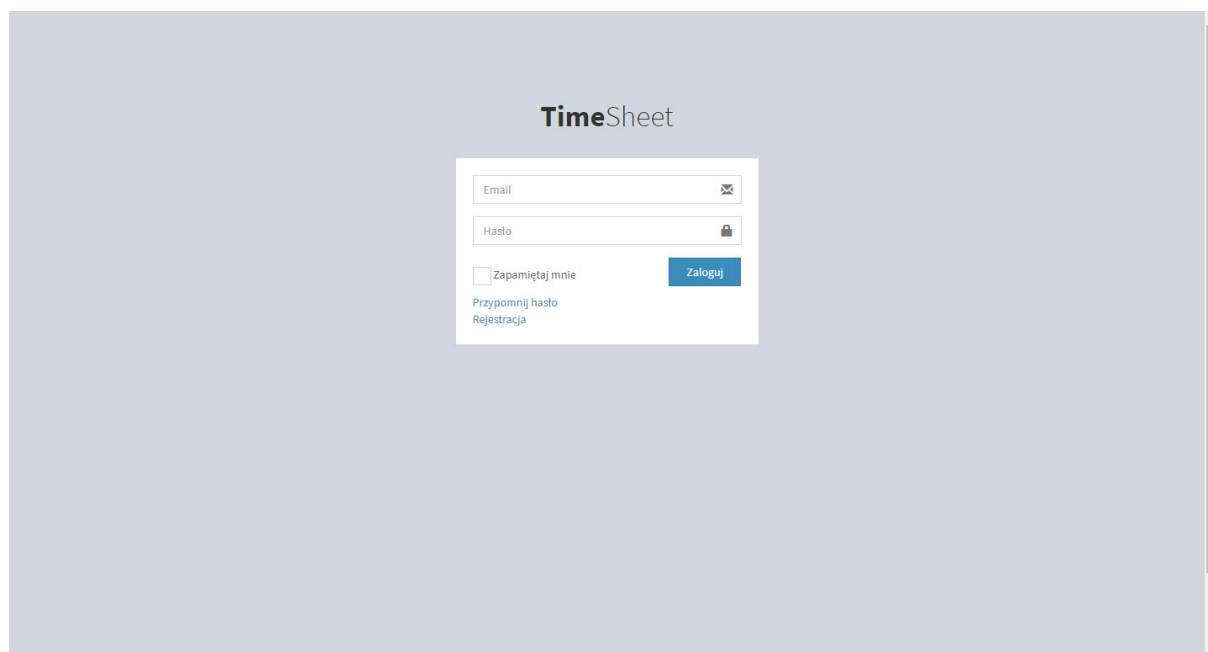 TimeSheet
Email
Hasło
Zapamiętaj mnie
Zaloguj
Przypomnij hasło
Rejestracja